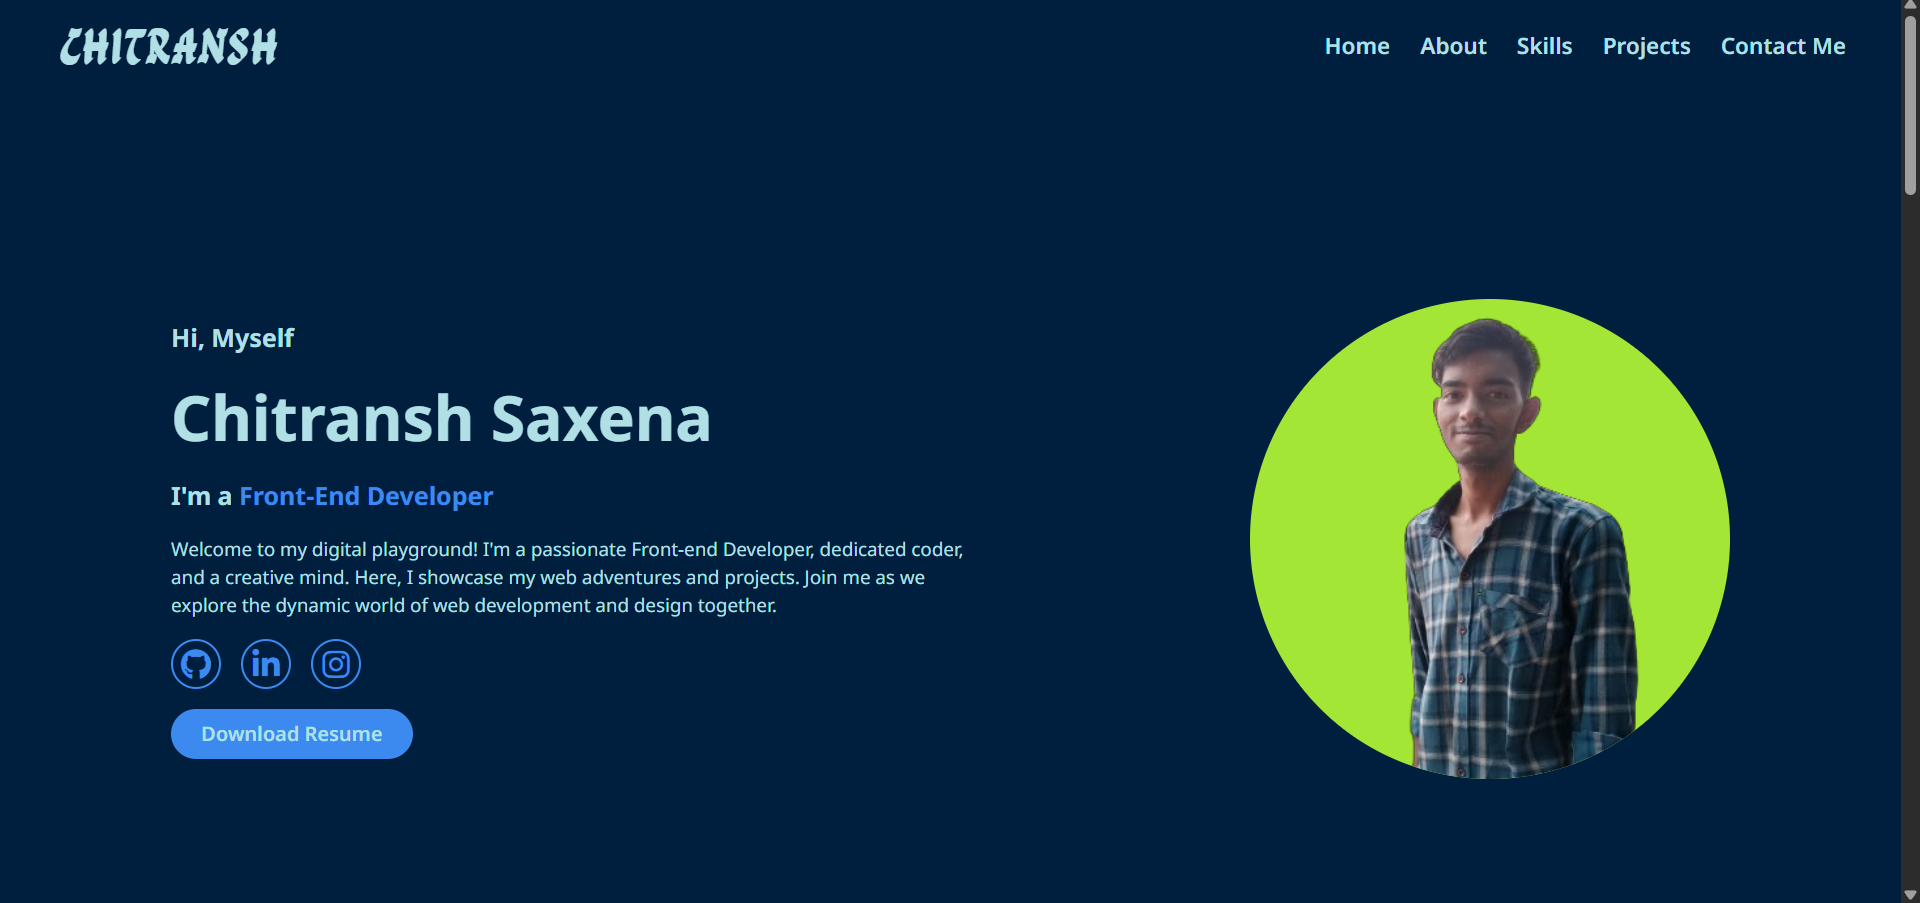 CHITRANSH
Home About Skills Projects Contact Me
Hi, Myself
Chitransh Saxena
I'm a Front-End Developer
Welcome to my digital playground! I'm a passionate Front-end Developer, dedicated coder,
and a creative mind. Here, I showcase my web adventures and projects. Join me as we
explore the dynamic world of web development and design together.
in
Download Resume